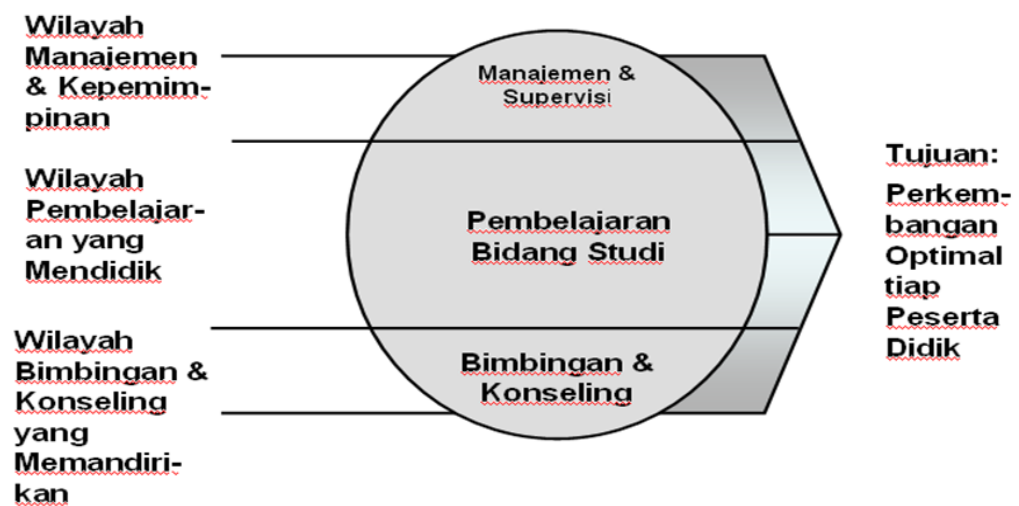 Wilayah
Manajemen
& Kepemim-
pinan
Wilayah
Pembelajar-
an yang
Mendidik
Wilayah
Bimbingan &
Konseling
yang
Memandiri-
kan
Manajemen &
Supervisi
Pembelajaran
Bidang Studi
Bimbingan &
Konseling
Tujuan:
Perkem-
bangan
Optimal
tiap
Peserta
Didik